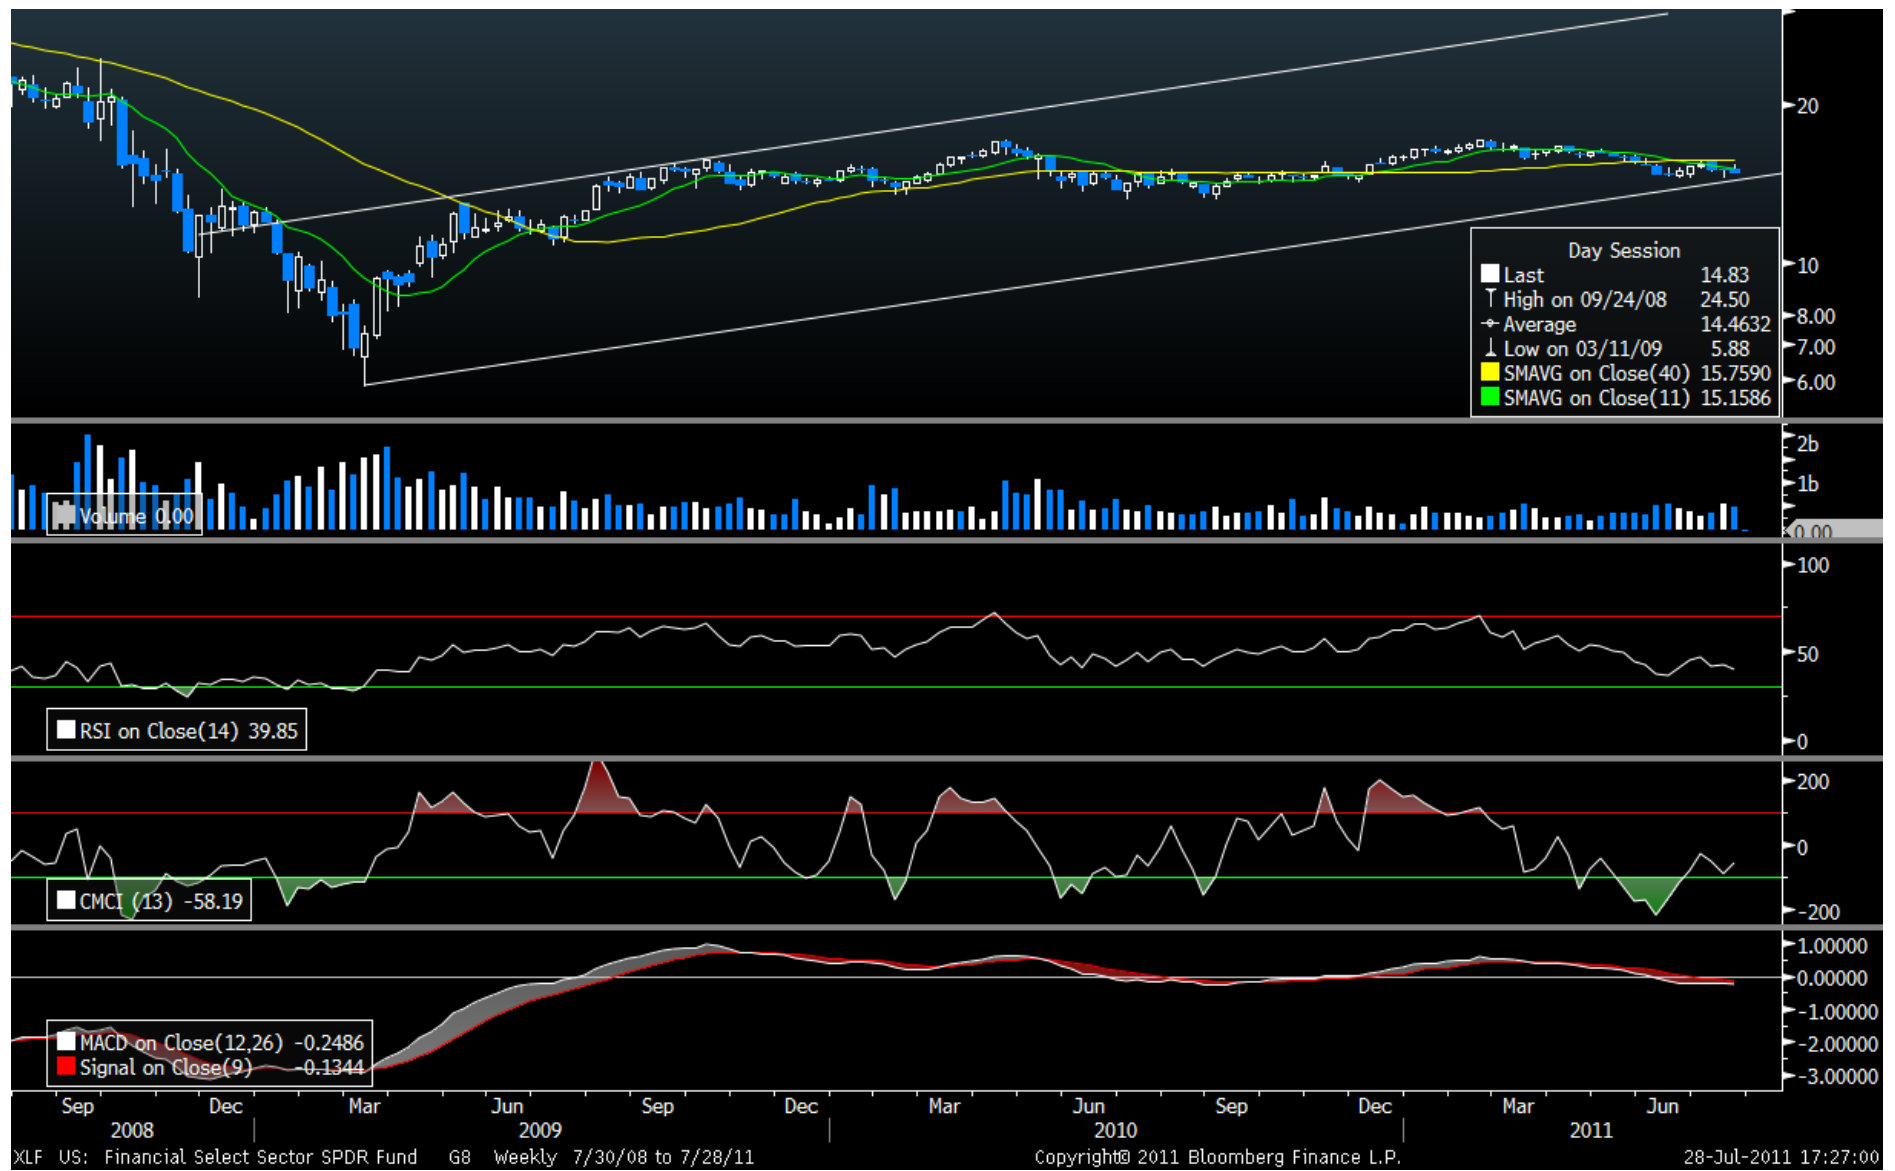 20
10
8.00
7.00
6.00
Day Session
Last 14.83
High on 09/24/08 24.50
Average 14.4632
Low on 03/11/09 5.88
SMAVG on Close(40) 15.7590
SMAVG on Close(11) 15.1586
2b
1b
0.00
Volume 0.00
100
50
0
RSI on Close(14) 39.85
200
0
-200
CMCI (13) -58.19
1.00000
0.00000
-1.00000
-2.00000
-3.00000
MACD on Close(12,26) -0.2486
Signal on Close(9) -0.1344
Sep Dec Mar Jun Sep Dec Mar Jun Sep Dec Mar Jun
2008 2009 2010 2011
XLF US: Financial Select Sector SPDR Fund G8 Weekly 7/30/08 to 7/28/11 Copyright© 2011 Bloomberg Finance L.P. 28-Jul-2011 17:27:00